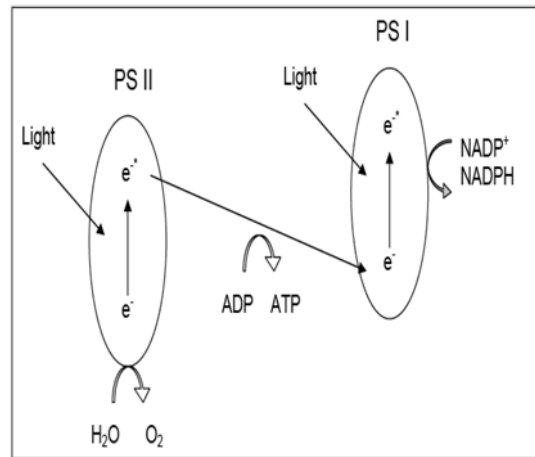 PS I
PS II
Light
Light
e⁻*
e⁻*
NADP⁺
NADPH
e⁻
e⁻
ADP ATP
H₂O O₂